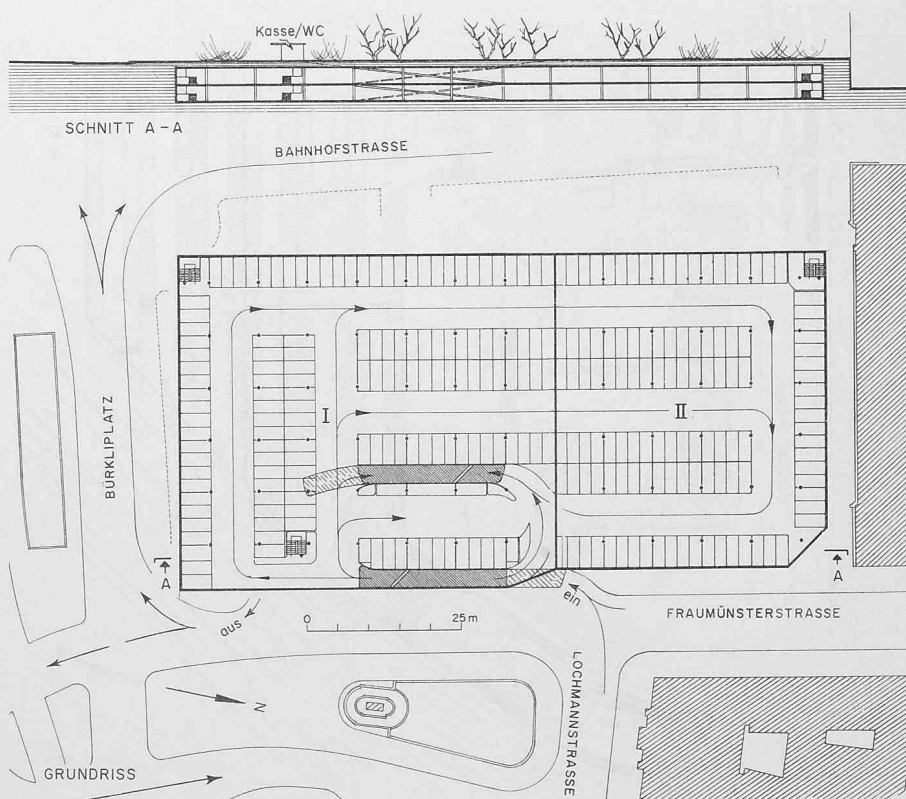 Kasse/WC
SCHNITT A-A
BAHNHOFSTRASSE
BÜRKLIPLATZ
I
II
A
A
aus
ein
0 25m
FRAUMÜNSTERSTRASSE
LOCHMANNSTRASSE
N
GRUNDRISS